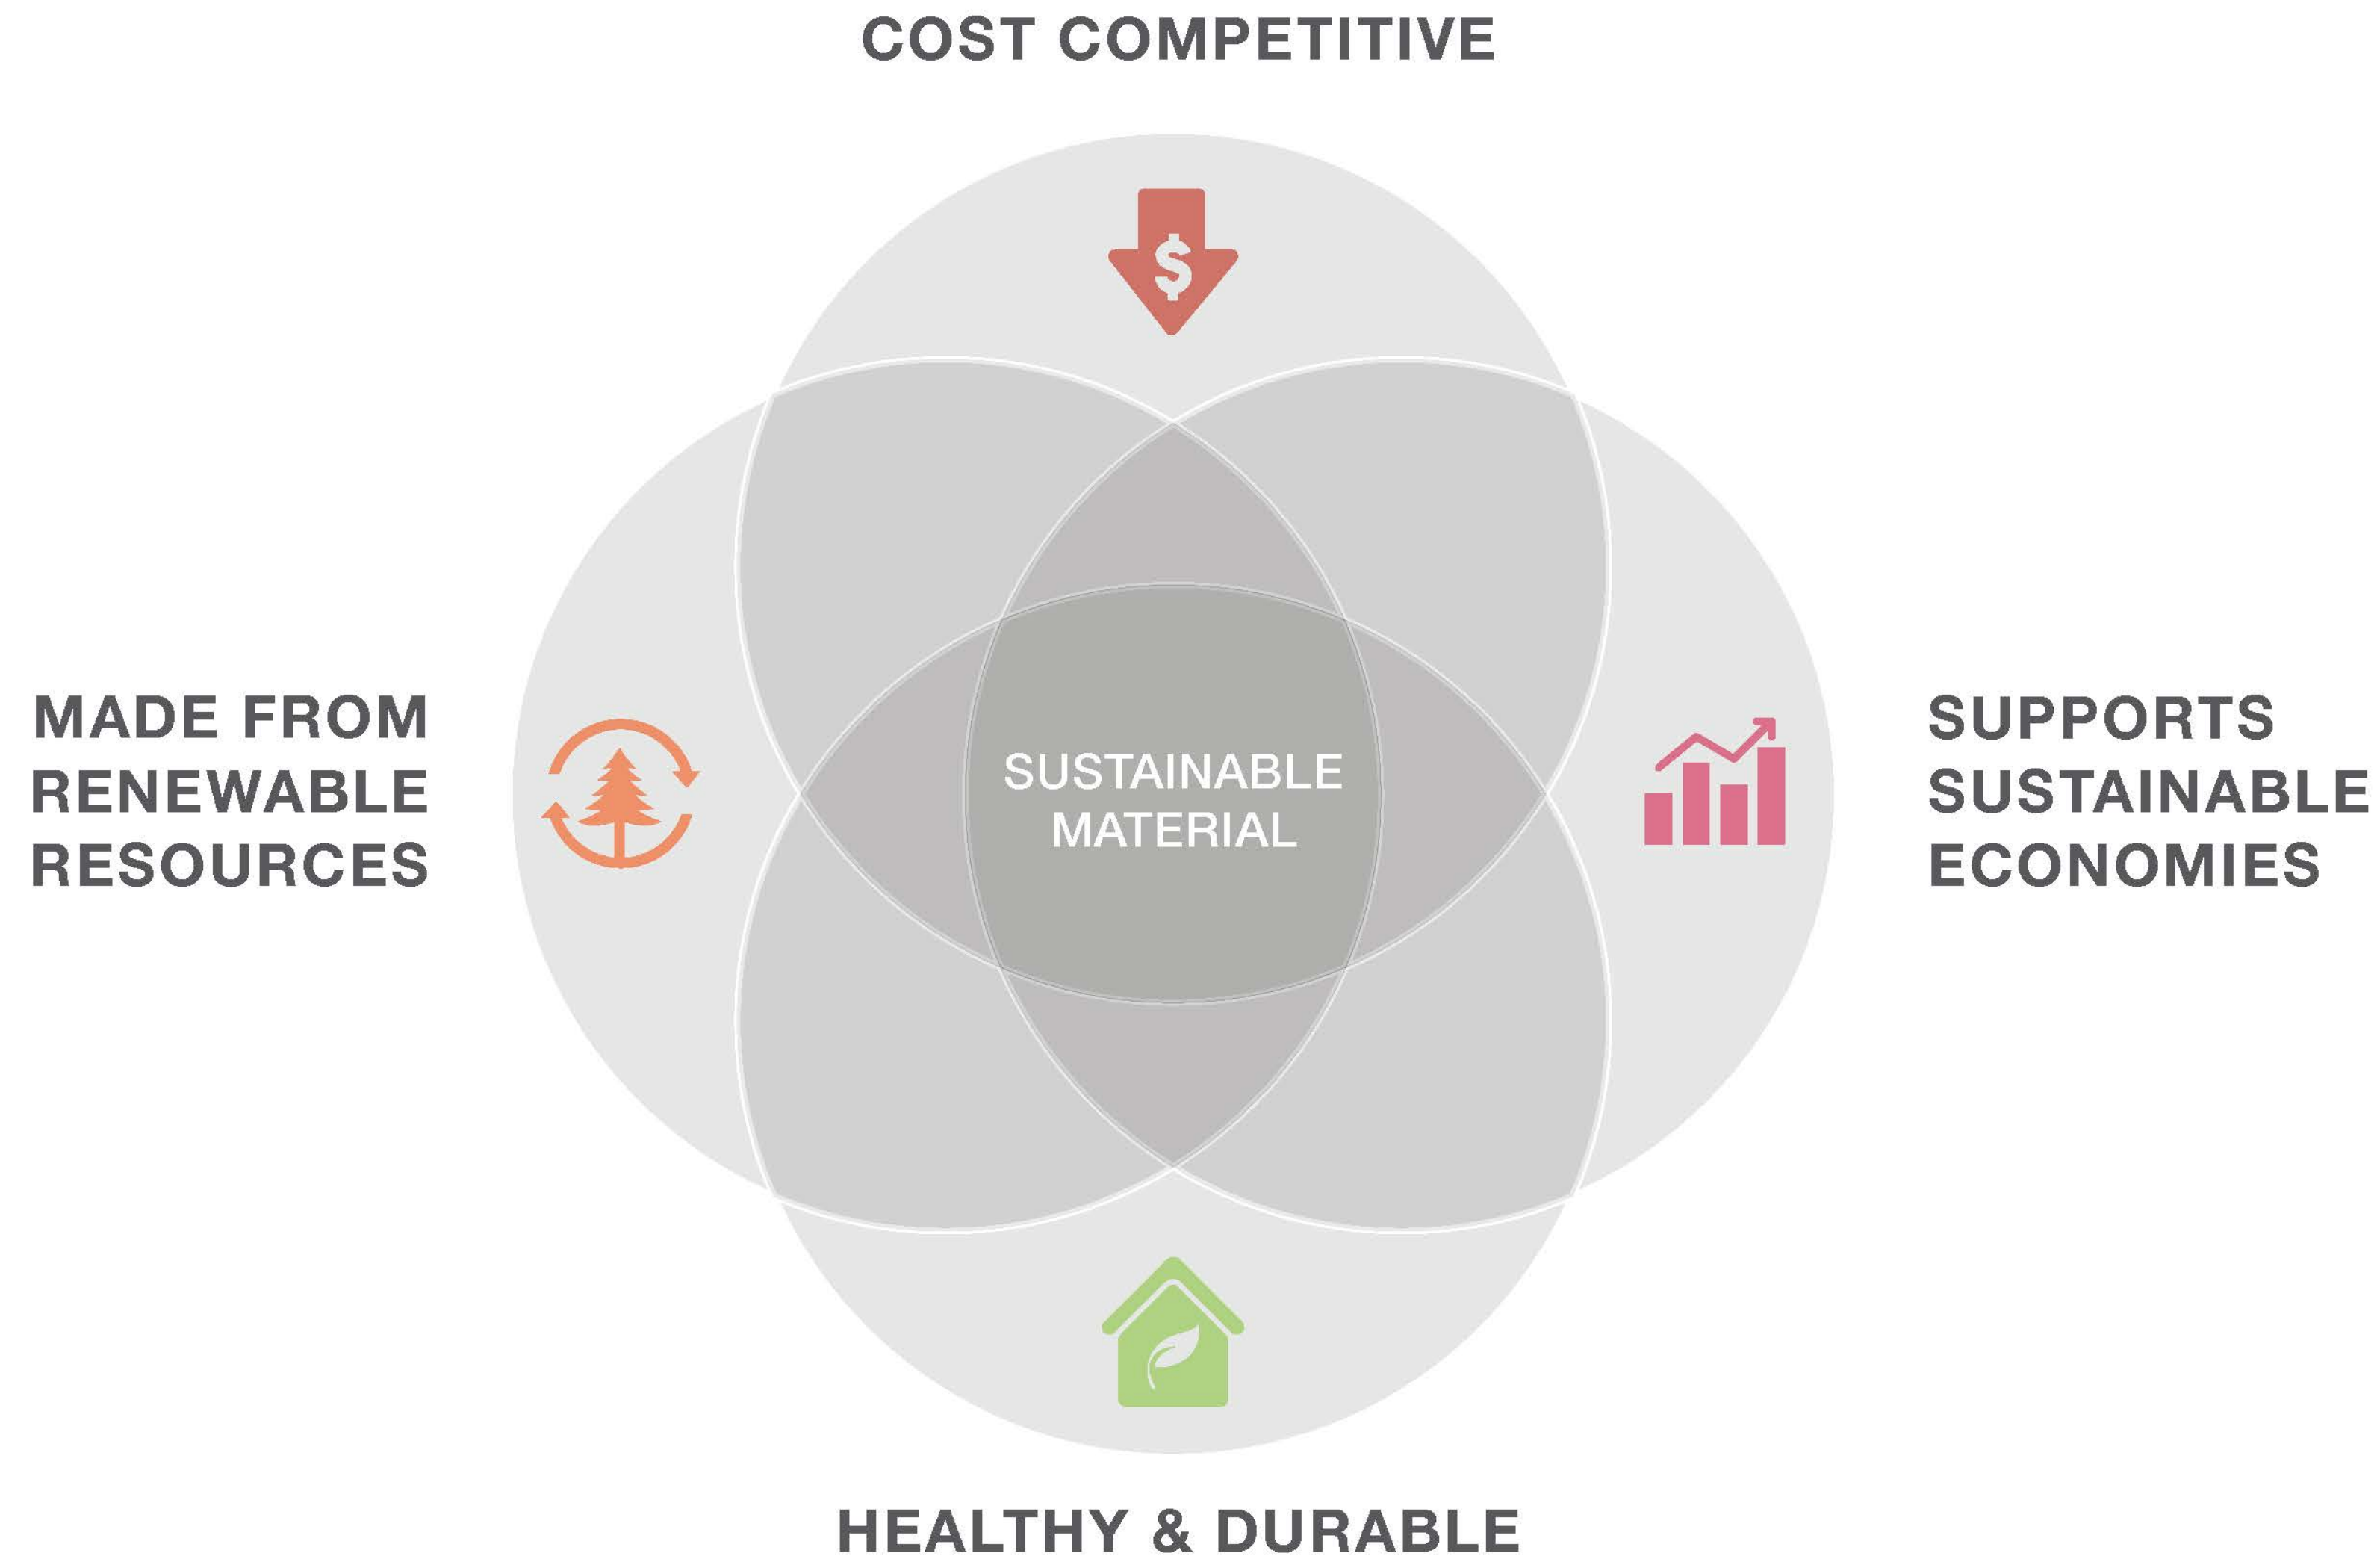 COST COMPETITIVE
$
MADE FROM
RENEWABLE
RESOURCES
SUSTAINABLE
MATERIAL
SUPPORTS
SUSTAINABLE
ECONOMIES
HEALTHY & DURABLE